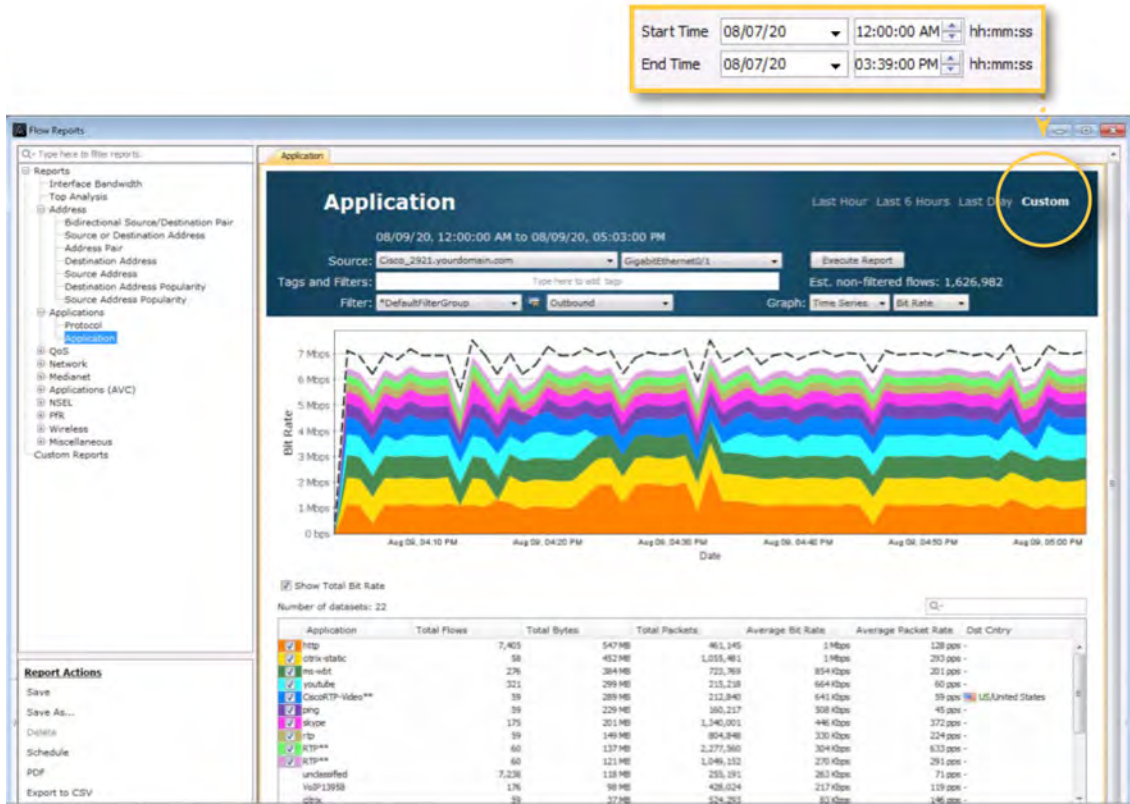 Start Time 08/07/20 12:00:00 AM hh:mm:ss
End Time 08/07/20 03:39:00 PM hh:mm:ss
Flow Reports
Type here to filter reports.
Reports
Interface Bandwidth
Top Analysis
Address
Bidirectional Source/Destination Pair
Source or Destination Address
Address Pair
Destination Address
Source Address
Destination Address Popularity
Source Address Popularity
Applications
Protocol
Application
QoS
Network
Medianet
Applications (AVC)
NSEL
PfR
Wireless
Miscellaneous
Custom Reports
Report Actions
Save
Save As...
Delete
Schedule
PDF
Export to CSV
Application
Application Last Hour Last 6 Hours Last Day Custom
08/09/20, 12:00:00 AM to 08/09/20, 05:03:00 PM
Source: Cisco_2921.yourdomain.com GigabitEthernet0/1 Execute Report
Tags and Filters: Type here to add tags Est. non-filtered flows: 1,626,982
Filter: *DefaultFilterGroup Outbound Graph: Time Series Bit Rate
7 Mbps
6 Mbps
5 Mbps
4 Mbps
3 Mbps
2 Mbps
1 Mbps
0 bps
Bit Rate
Aug 09, 04:10 PM Aug 09, 04:20 PM Aug 09, 04:30 PM Aug 09, 04:40 PM Aug 09, 04:50 PM Aug 09, 05:00 PM
Date
Show Total Bit Rate
Number of datasets: 22
Application Total Flows Total Bytes Total Packets Average Bit Rate Average Packet Rate Dst Cntry
http 7,403 547 MB 461,145 1 Mbps 128 pps -
citrix-static 58 452 MB 1,055,481 1 Mbps 293 pps -
ms-wbt 276 384 MB 723,769 854 Kbps 201 pps -
youtube 321 299 MB 215,218 664 Kbps 60 pps -
CiscoRTP-Video** 59 289 MB 212,840 641 Kbps 59 pps US/United States
ping 59 229 MB 160,217 508 Kbps 45 pps -
skype 175 201 MB 1,340,001 446 Kbps 372 pps -
rtp 59 149 MB 804,848 330 Kbps 224 pps -
RTP** 60 137 MB 2,277,560 304 Kbps 633 pps -
RTP** 60 121 MB 1,049,152 270 Kbps 291 pps -
unclassified 7,238 118 MB 255,191 263 Kbps 71 pps -
VoIP13958 176 98 MB 428,024 217 Kbps 119 pps -
citrix 59 37 MB 524,293 83 Kbps 146 pps -